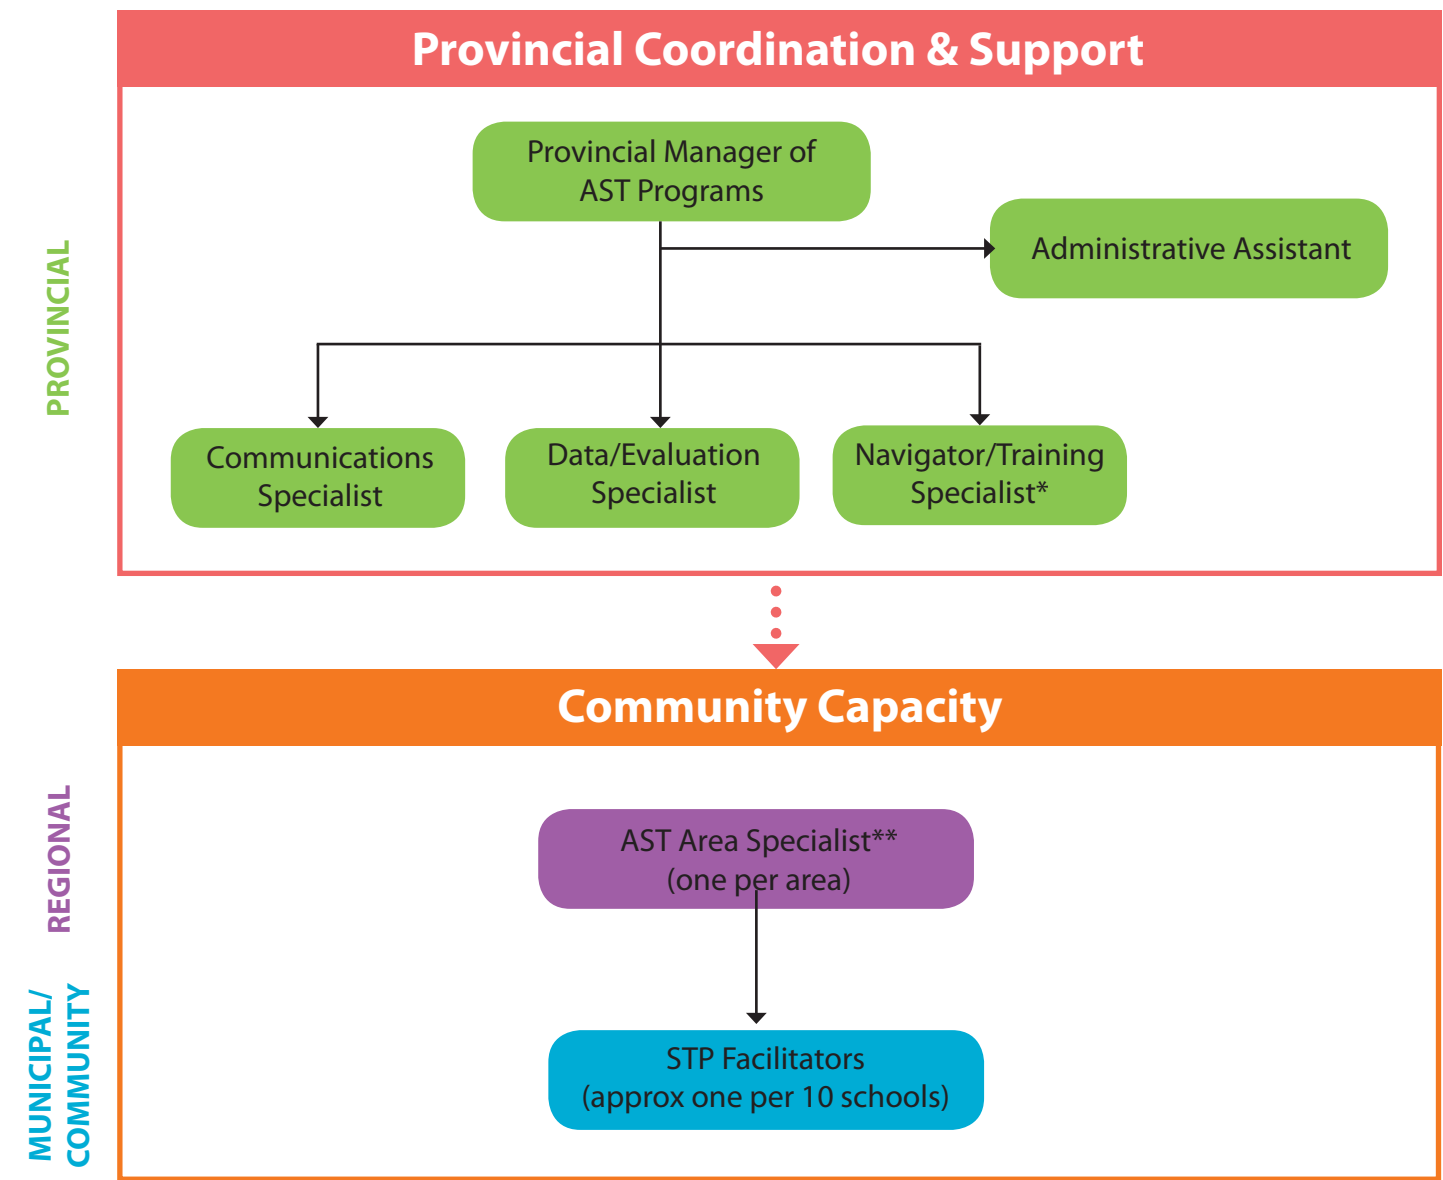 Provincial Coordination & Support
PROVINCIAL
Provincial Manager of
AST Programs
Administrative Assistant
Communications
Specialist
Data/Evaluation
Specialist
Navigator/Training
Specialist*
Community Capacity
REGIONAL
AST Area Specialist**
(one per area)
MUNICIPAL/
COMMUNITY
STP Facilitators
(approx one per 10 schools)